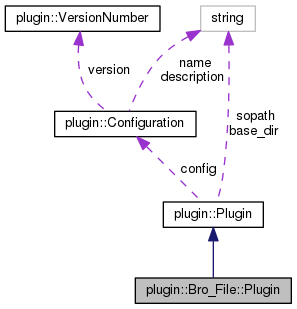 plugin::VersionNumber
string
version
name
description
plugin::Configuration
sopath
base_dir
config
plugin::Plugin
plugin::Bro_File::Plugin